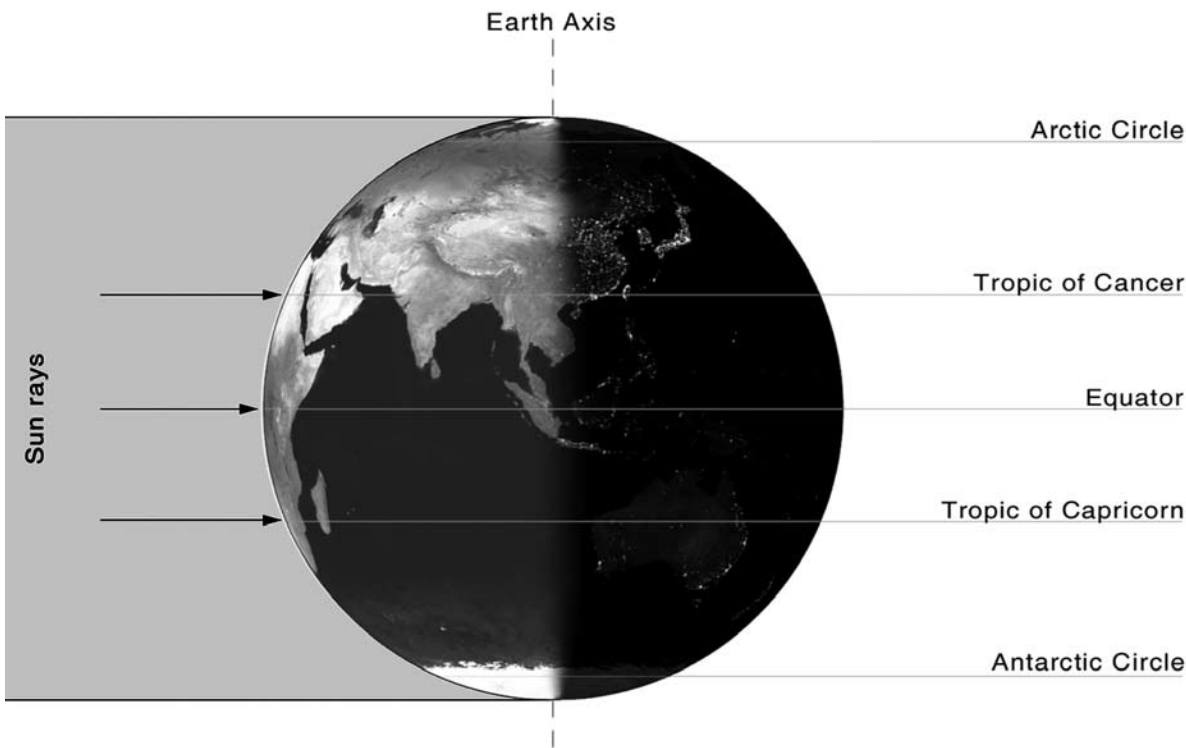 Earth Axis
Arctic Circle
Tropic of Cancer
Sun rays
Equator
Tropic of Capricorn
Antarctic Circle